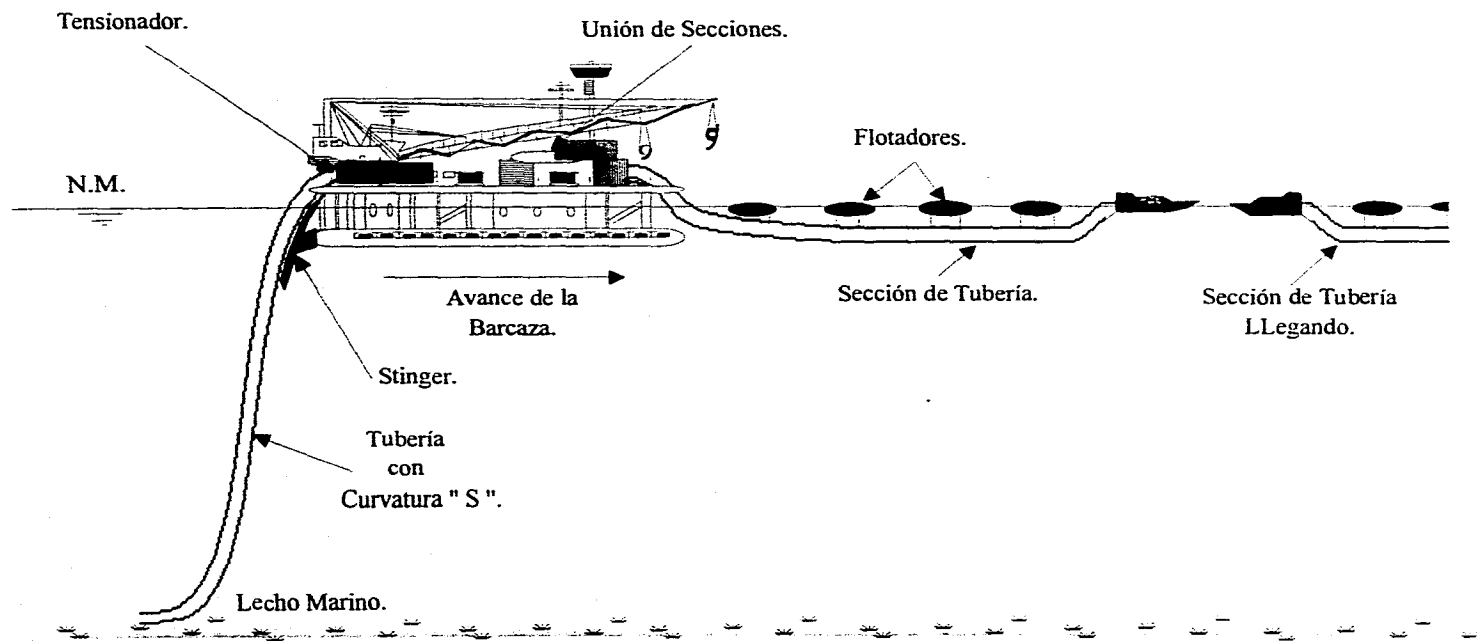 Tensionador.
Unión de Secciones.
Flotadores.
N.M.
Avance de la
Barcaza.
Sección de Tubería.
Sección de Tubería
LLegando.
Stinger.
Tubería
con
Curvatura " S ".
Lecho Marino.